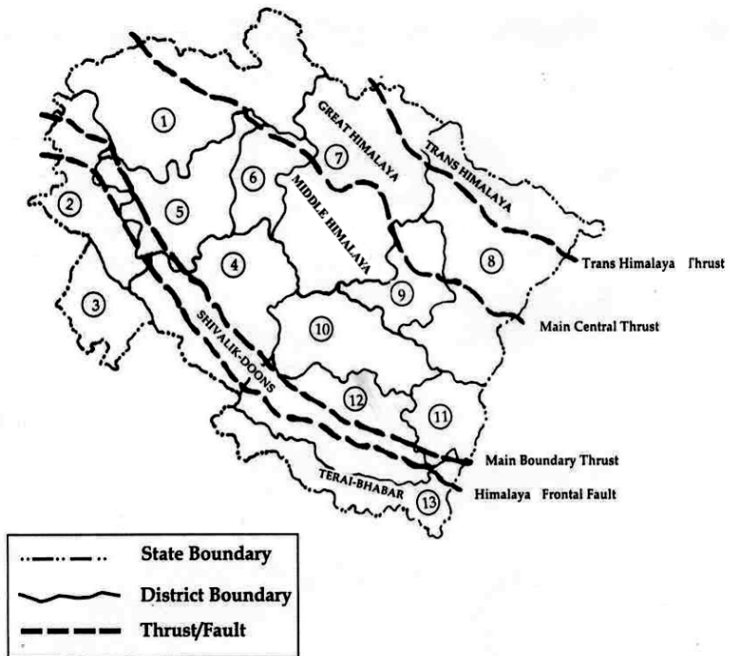 ①
GREAT HIMALAYA
⑦
TRANS HIMALAYA
⑥
MIDDLE HIMALAYA
②
⑤
④
⑧
Trans Himalaya Thrust
③
⑨
Main Central Thrust
⑩
SHIVALIK-DOONS
⑫
⑪
Main Boundary Thrust
TERAI-BHABAR
⑬
Himalaya Frontal Fault
State Boundary
District Boundary
Thrust/Fault